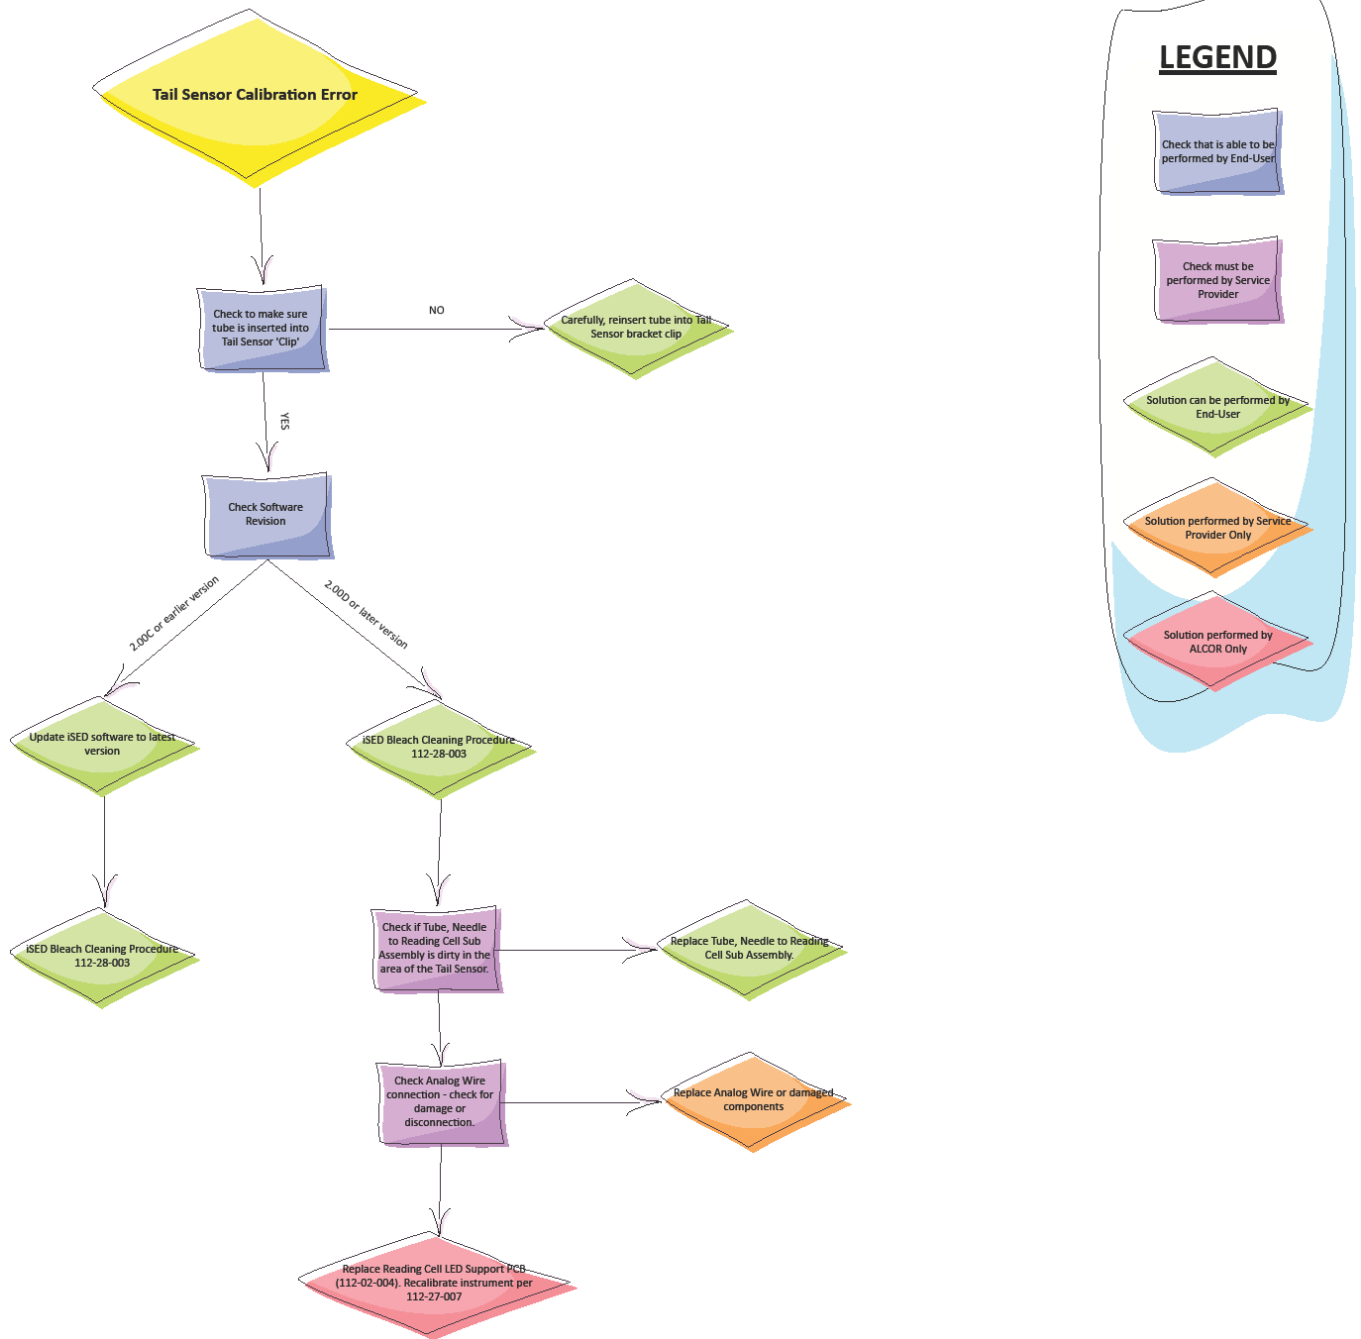 Tail Sensor Calibration Error
Check to make sure
tube is inserted into
Tail Sensor 'Clip'
NO
Carefully, reinsert tube into Tail
Sensor bracket clip
YES
Check Software
Revision
2.00C or earlier version
2.00D or later version
Update iSED software to latest
version
iSED Bleach Cleaning Procedure
112-28-003
iSED Bleach Cleaning Procedure
112-28-003
Check if Tube, Needle
to Reading Cell Sub
Assembly is dirty in the
area of the Tail Sensor.
Replace Tube, Needle to Reading
Cell Sub Assembly.
Check Analog Wire
connection - check for
damage or
disconnection.
Replace Analog Wire or damaged
components
Replace Reading Cell LED Support PCB
(112-02-004). Recalibrate instrument per
112-27-007
LEGEND
Check that is able to be
performed by End-User
Check must be
performed by Service
Provider
Solution can be performed by
End-User
Solution performed by Service
Provider Only
Solution performed by
ALCOR Only